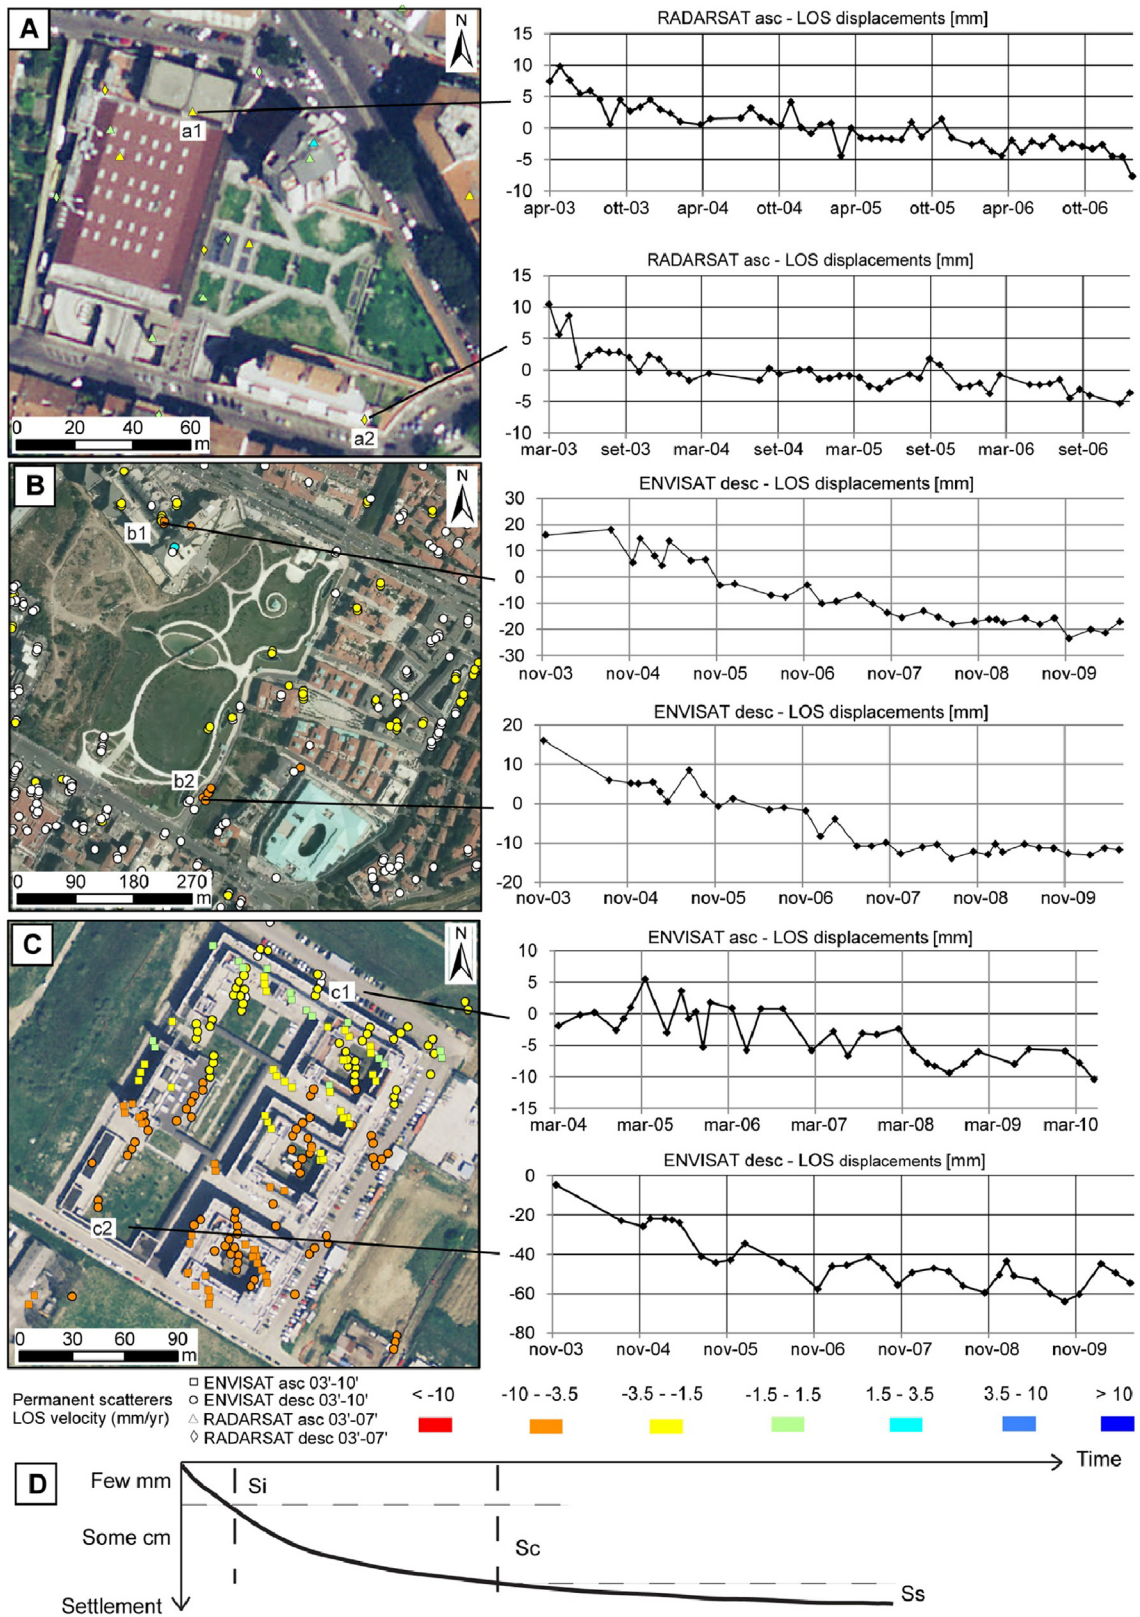 A
N
a1
a2
0 20 40 60
m
RADARSAT asc - LOS displacements [mm]
15
10
5
0
-5
-10
apr-03 ott-03 apr-04 ott-04 apr-05 ott-05 apr-06 ott-06
RADARSAT asc - LOS displacements [mm]
15
10
5
0
-5
-10
mar-03 set-03 mar-04 set-04 mar-05 set-05 mar-06 set-06
B
N
b1
b2
0 90 180 270
m
ENVISAT desc - LOS displacements [mm]
30
20
10
0
-10
-20
-30
nov-03 nov-04 nov-05 nov-06 nov-07 nov-08 nov-09
ENVISAT desc - LOS displacements [mm]
20
10
0
-10
-20
nov-03 nov-04 nov-05 nov-06 nov-07 nov-08 nov-09
C
N
c1
c2
0 30 60 90
m
ENVISAT asc - LOS displacements [mm]
10
5
0
-5
-10
-15
mar-04 mar-05 mar-06 mar-07 mar-08 mar-09 mar-10
ENVISAT desc - LOS displacements [mm]
0
-20
-40
-60
-80
nov-03 nov-04 nov-05 nov-06 nov-07 nov-08 nov-09
Permanent scatterers
LOS velocity (mm/yr)
ENVISAT asc 03'-10'
ENVISAT desc 03'-10'
RADARSAT asc 03'-07'
RADARSAT desc 03'-07'
< -10 -10 - -3.5 -3.5 - -1.5 -1.5 - 1.5 1.5 - 3.5 3.5 - 10 > 10
D
Time
Few mm
Si
Some cm
Sc
Ss
Settlement